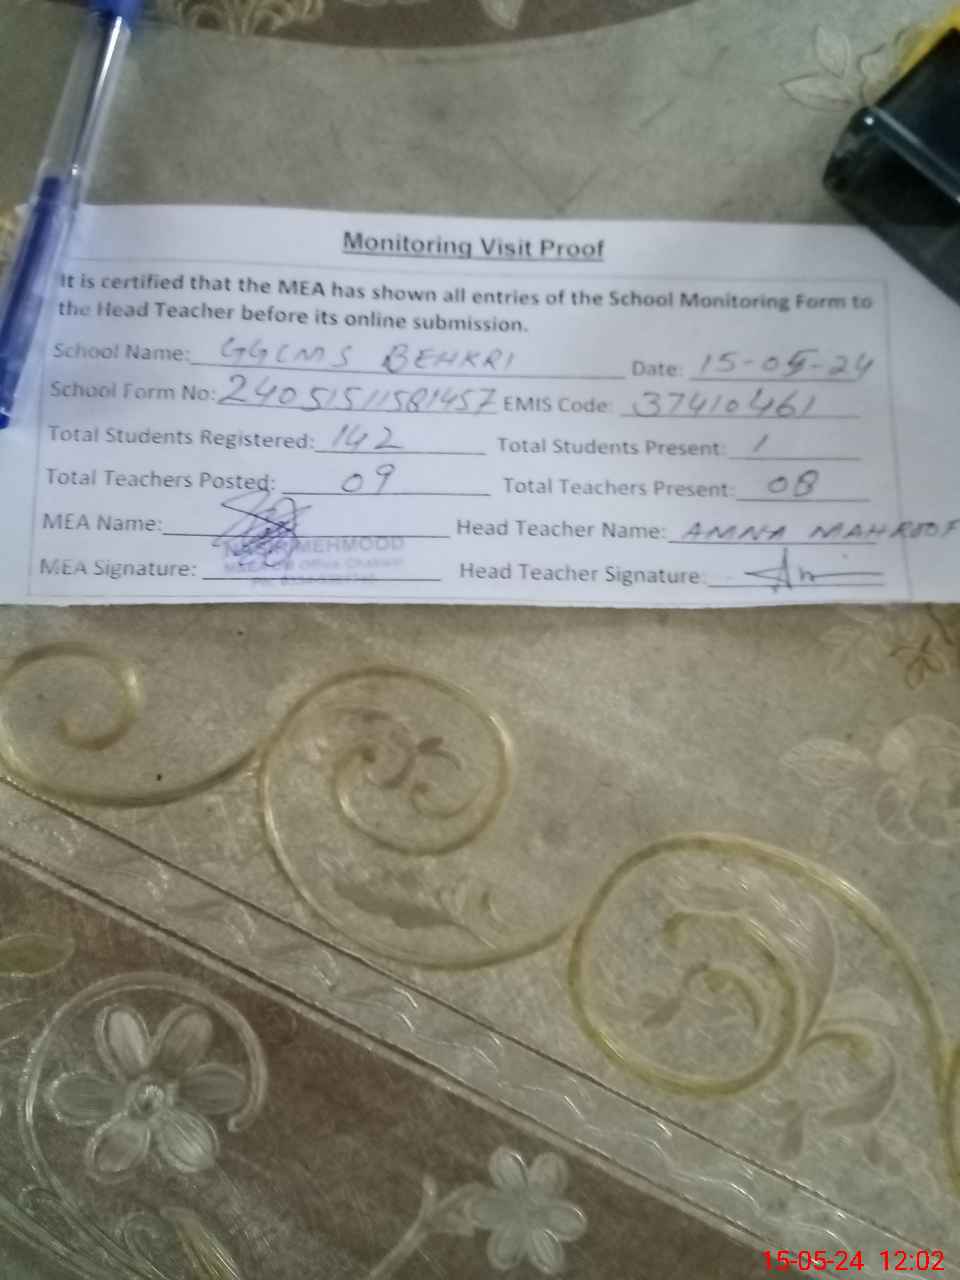 Monitoring Visit Proof
It is certified that the MEA has shown all entries of the School Monitoring Form to
the Head Teacher before its online submission.
School Name: GGCMS BEHKRI Date: 15-05-24
School Form No: 24051511581457 EMIS Code: 37410461
Total Students Registered: 142 Total Students Present: 1
Total Teachers Posted: 09 Total Teachers Present: 08
MEA Name: Head Teacher Name: AMNA MAHROOF
MEHMOOD
MEA Signature: Office Head Teacher Signature:
15-05-24 12:02